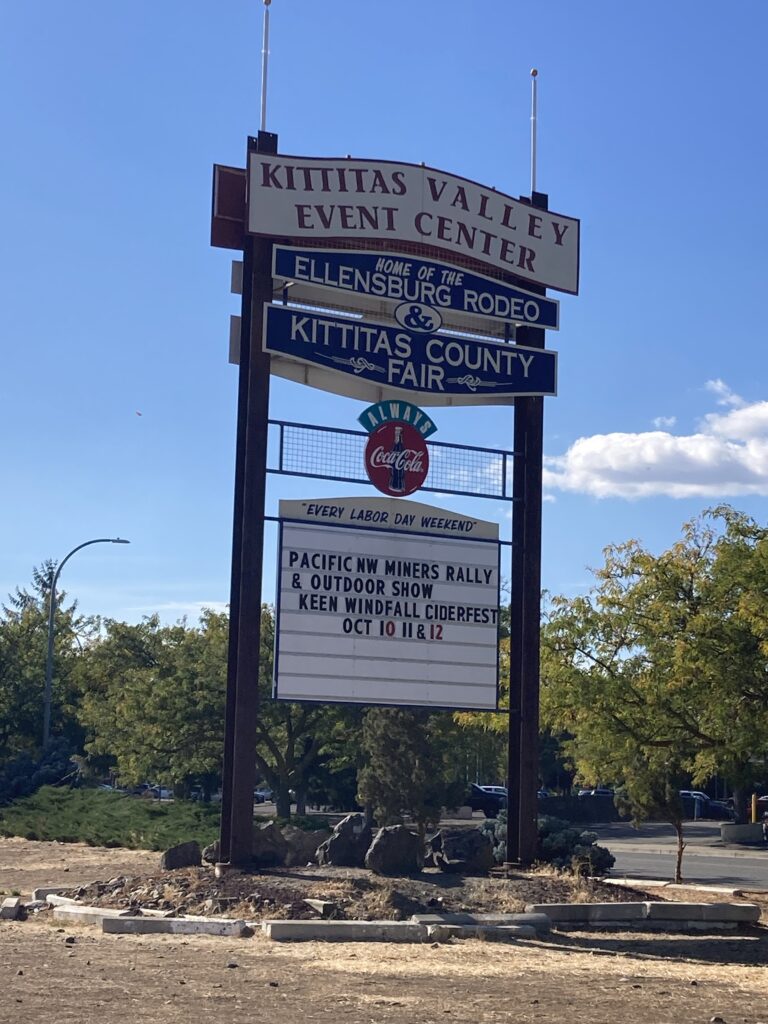 KITTITAS VALLEY
EVENT CENTER
HOME OF THE
ELLENSBURG RODEO
&
KITTITAS COUNTY
FAIR
ALWAYS
Coca-Cola
"EVERY LABOR DAY WEEKEND"
PACIFIC NW MINERS RALLY
& OUTDOOR SHOW
KEEN WINDFALL CIDERFEST
OCT 10 11 & 12